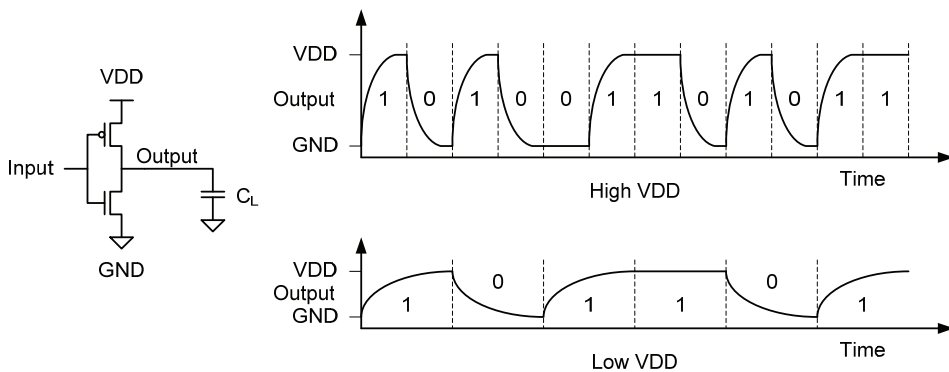 VDD
Input
Output
C_L
GND
VDD
Output
GND
1 0 1 0 0 1 1 0 1 0 1 1
Time
High VDD
VDD
Output
GND
1 0 1 1 0 1
Time
Low VDD